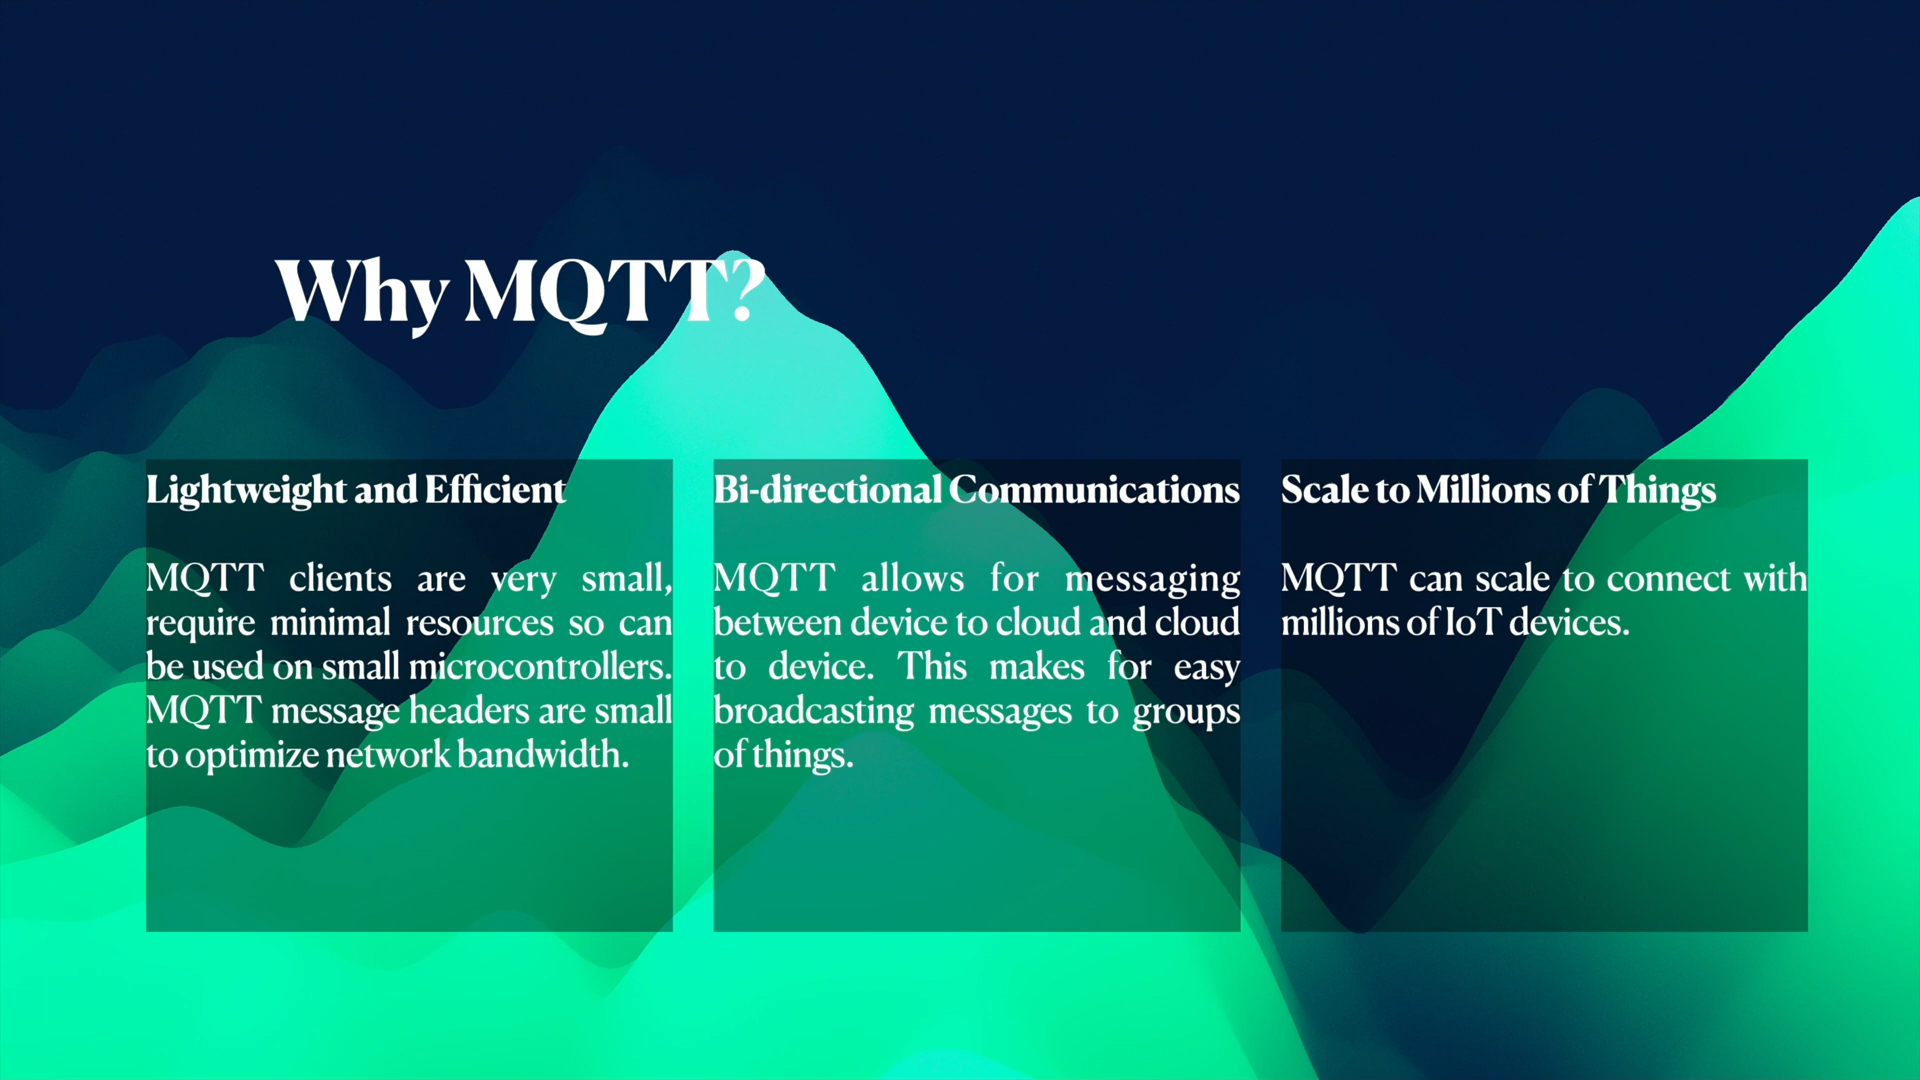 Why MQTT?
Lightweight and Efficient
MQTT clients are very small,
require minimal resources so can
be used on small microcontrollers.
MQTT message headers are small
to optimize network bandwidth.
Bi-directional Communications
MQTT allows for messaging
between device to cloud and cloud
to device. This makes for easy
broadcasting messages to groups
of things.
Scale to Millions of Things
MQTT can scale to connect with
millions of IoT devices.